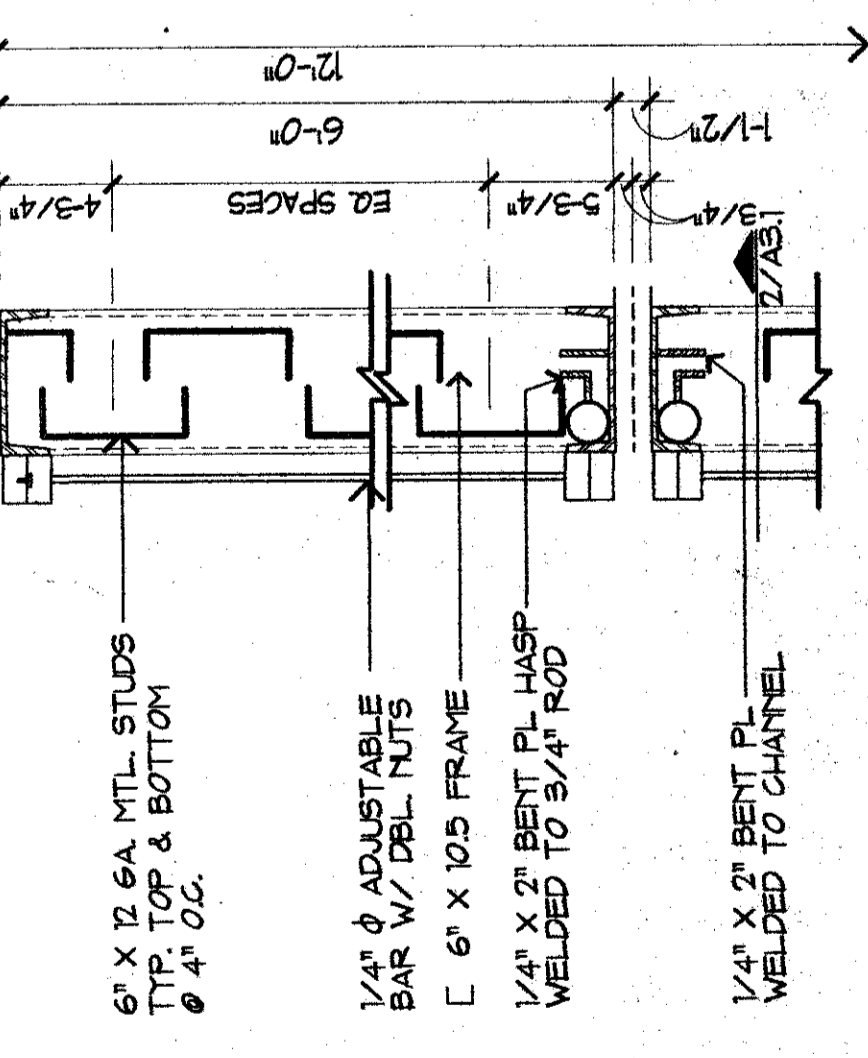 12'-0"
6'-0"
1-1/2"
4-3/4"
EQ. SPACES
5-3/4"
3/4"
2/A3.1
6" X 12 GA. MTL. STUDS
TYP. TOP & BOTTOM
@ 4" O.C.
1/4" Φ ADJUSTABLE
BAR W/ DBL. NUTS
[ 6" X 10.5 FRAME
1/4" X 2" BENT PL HASP
WELDED TO 3/4" ROD
1/4" X 2" BENT PL
WELDED TO CHANNEL